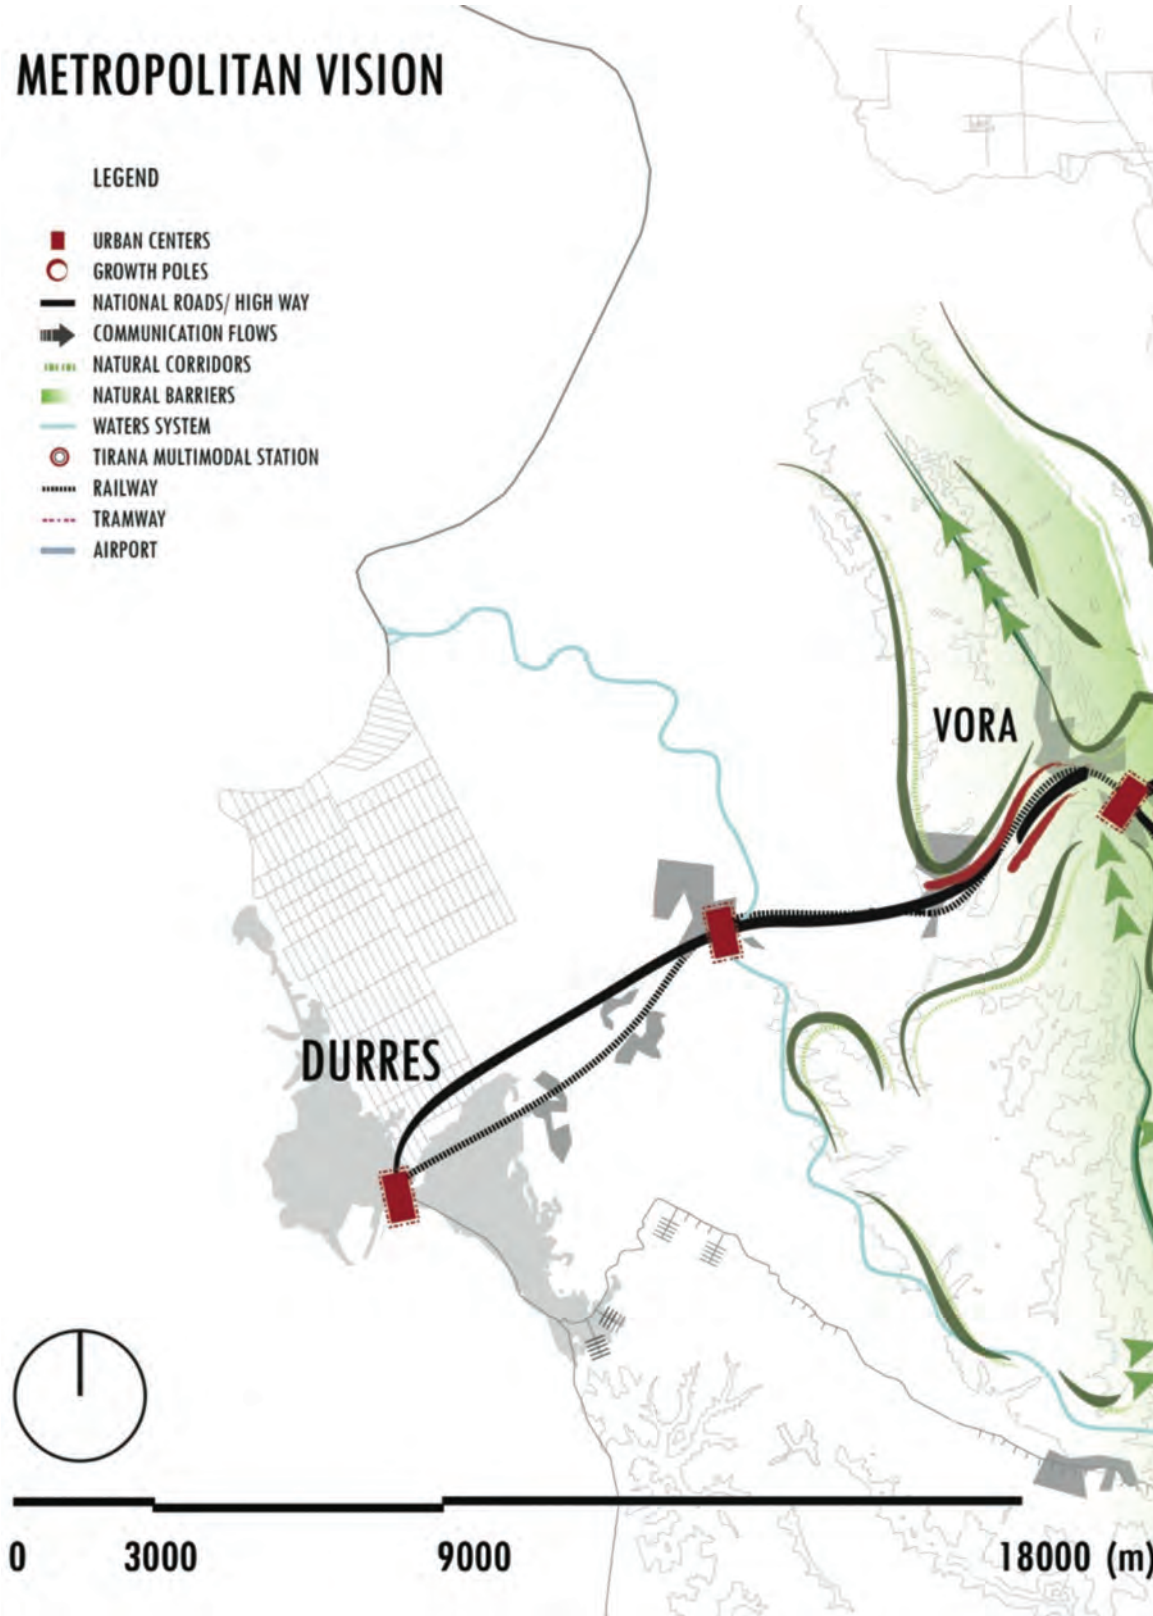 METROPOLITAN VISION
LEGEND
URBAN CENTERS
GROWTH POLES
NATIONAL ROADS/ HIGH WAY
COMMUNICATION FLOWS
NATURAL CORRIDORS
NATURAL BARRIERS
WATERS SYSTEM
TIRANA MULTIMODAL STATION
RAILWAY
TRAMWAY
AIRPORT
VORA
DURRES
0 3000 9000 18000 (m)